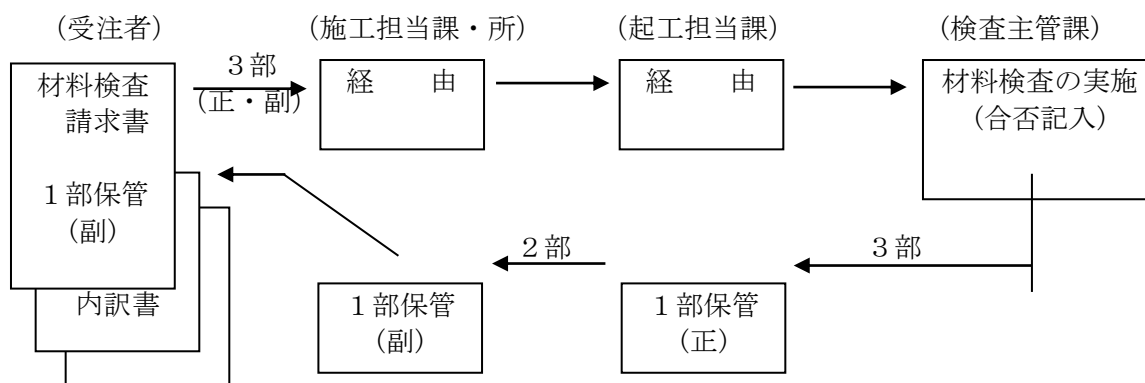 (受注者)
(施工担当課・所)
(起工担当課)
(検査主管課)
材料検査
請求書
１部保管
(副)
内訳書
３部
(正・副)
経　　由
経　　由
材料検査の実施
(合否記入)
３部
２部
１部保管
(副)
１部保管
(正)